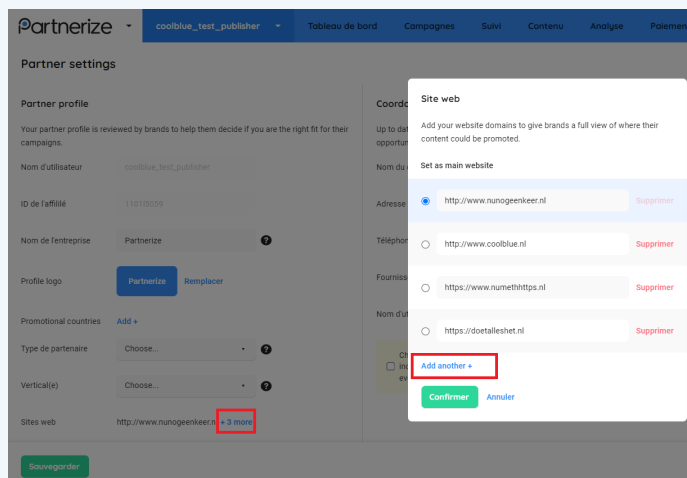 Partnerize
coolblue_test_publisher
Tableau de bord
Campagnes
Suivi
Contenu
Analyse
Paiemen
Partner settings
Partner profile
Your partner profile is reviewed by brands to help them decide if you are the right fit for their
campaigns.
Nom d'utilisateur
coolblue_test_publisher
ID de l'affilié
Nom de l'entreprise
Partnerize
Profile logo
Partnerize
Remplacer
Promotional countries
Add +
Type de partenaire
Choose...
Vertical(e)
Choose...
Sites web
http://www.nunogeenkeer.n
+ 3 more
Sauvegarder
Coordo
Up to dat
opportun
Nom du
Adresse
Téléphon
Fourniss
Nom d'ut
Ch
inc
ev
Site web
Add your website domains to give brands a full view of where their
content could be promoted.
Set as main website
http://www.nunogeenkeer.nl
Supprimer
http://www.coolblue.nl
Supprimer
https://www.numethhttps.nl
Supprimer
https://doetalleshet.nl
Supprimer
Add another +
Confirmer
Annuler